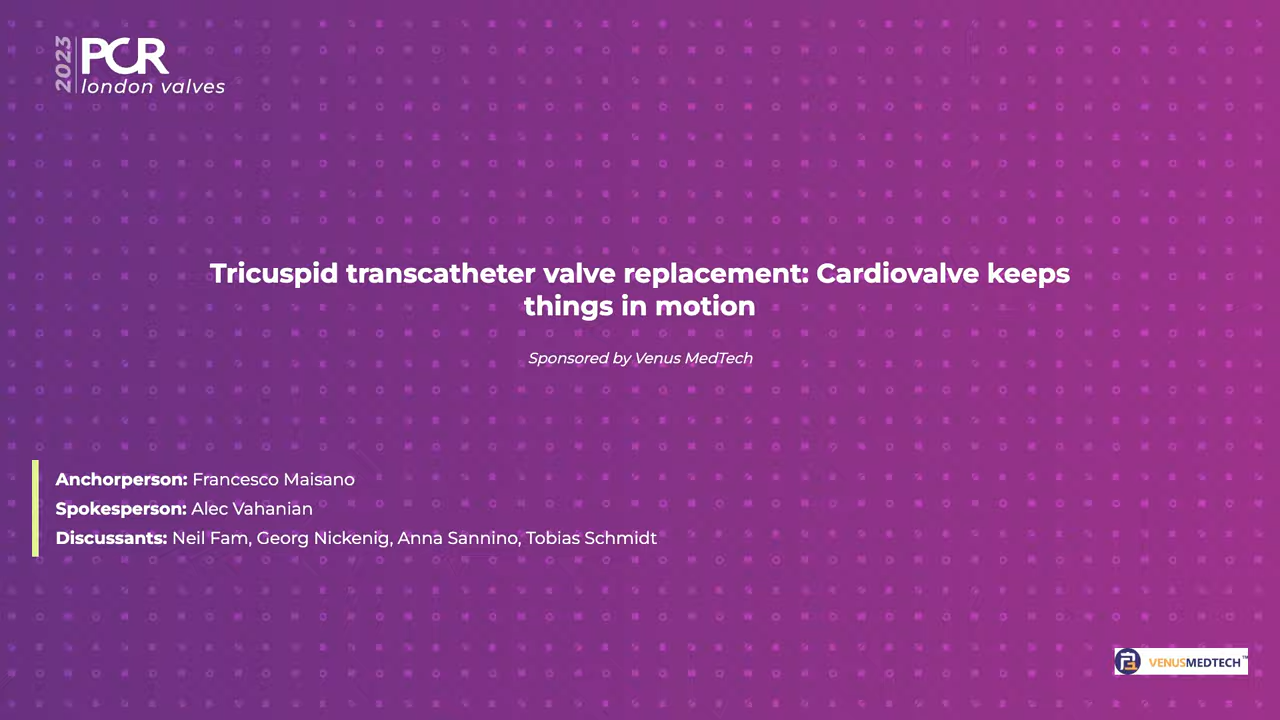 2023
PCR
london valves
Tricuspid transcatheter valve replacement: Cardiovalve keeps
things in motion
Sponsored by Venus MedTech
Anchorperson: Francesco Maisano
Spokesperson: Alec Vahanian
Discussants: Neil Fam, Georg Nickenig, Anna Sannino, Tobias Schmidt
VENUSMEDTECH™